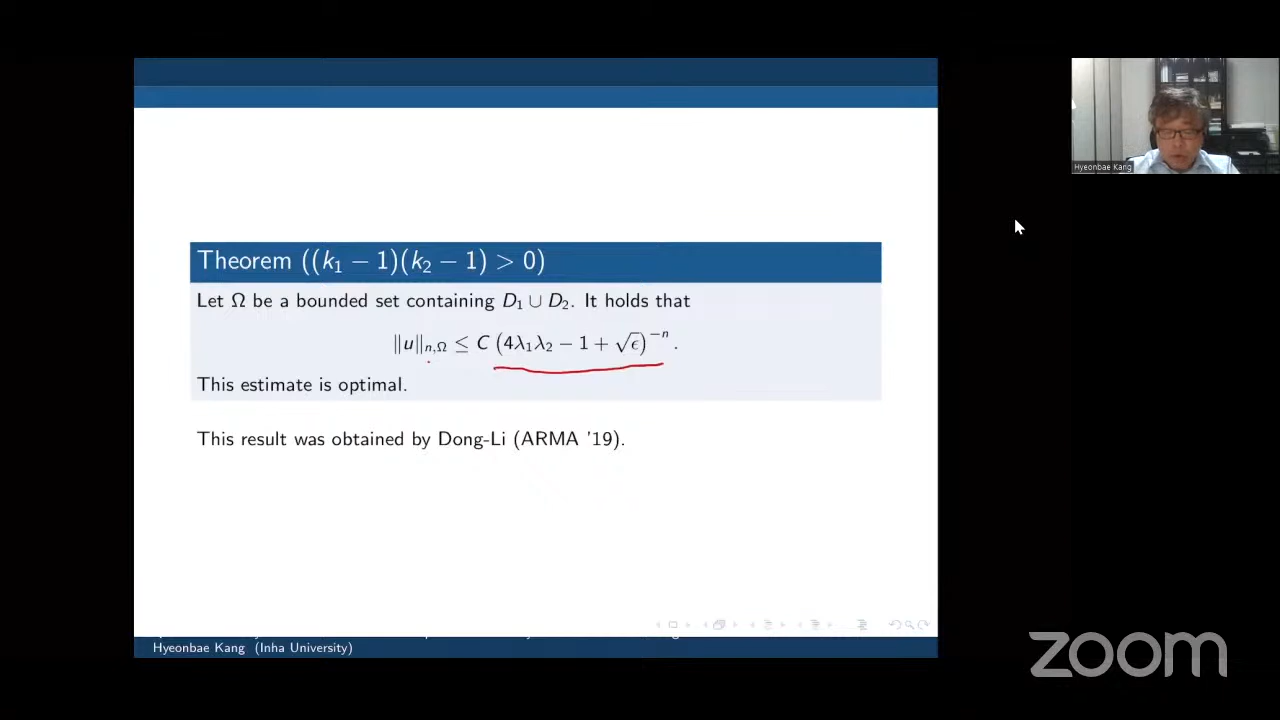 Theorem ((k₁ − 1)(k₂ − 1) > 0)
Let Ω be a bounded set containing D₁ ∪ D₂. It holds that
‖u‖ₙ,Ω ≤ C (4λ₁λ₂ − 1 + √ϵ)⁻ⁿ .
This estimate is optimal.
This result was obtained by Dong-Li (ARMA '19).
Hyeonbae Kang (Inha University)
Hyeonbae Kang
zoom